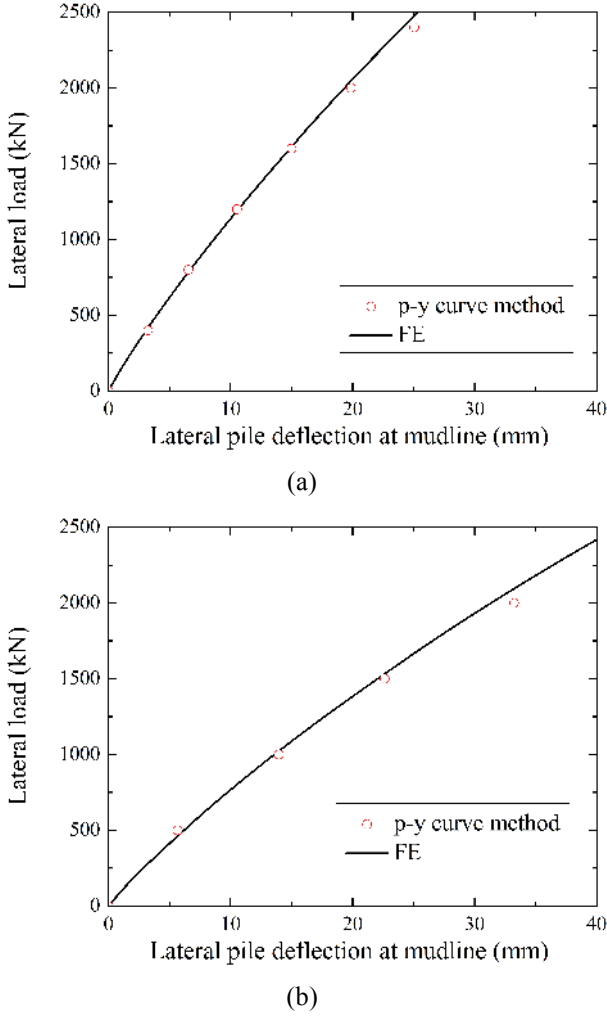 2500
2000
1500
1000
500
0
Lateral load (kN)
p-y curve method
FE
0 10 20 30 40
Lateral pile deflection at mudline (mm)
(a)
2500
2000
1500
1000
500
0
Lateral load (kN)
p-y curve method
FE
0 10 20 30 40
Lateral pile deflection at mudline (mm)
(b)